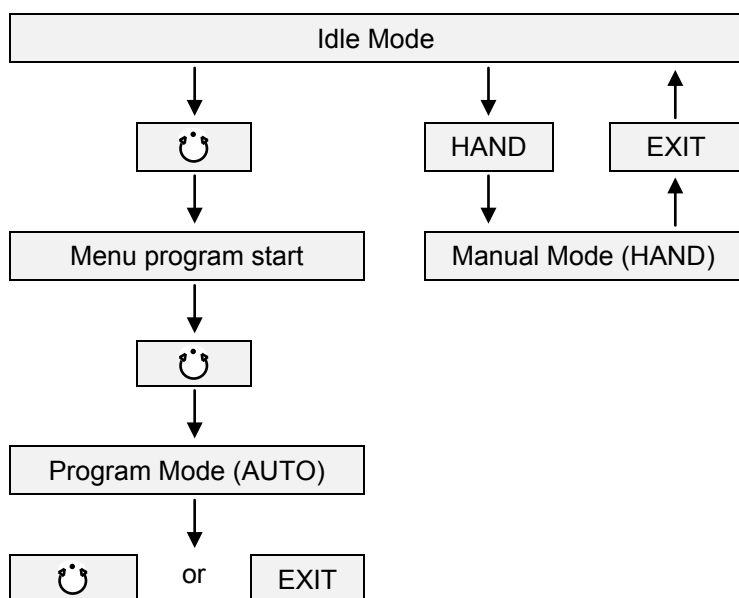 Idle Mode
HAND
EXIT
Menu program start
Manual Mode (HAND)
Program Mode (AUTO)
or
EXIT